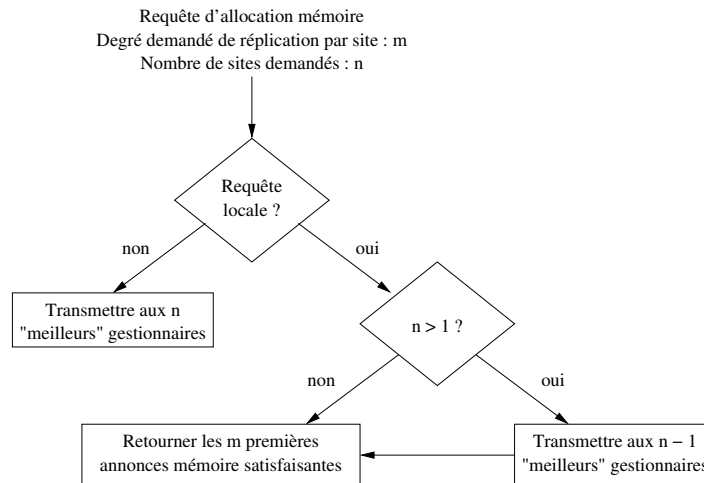 Requête d'allocation mémoire
Degré demandé de réplication par site : m
Nombre de sites demandés : n
Requête
locale ?
non
oui
Transmettre aux n
"meilleurs" gestionnaires
n > 1 ?
non
oui
Retourner les m premières
annonces mémoire satisfaisantes
Transmettre aux n − 1
"meilleurs" gestionnaires